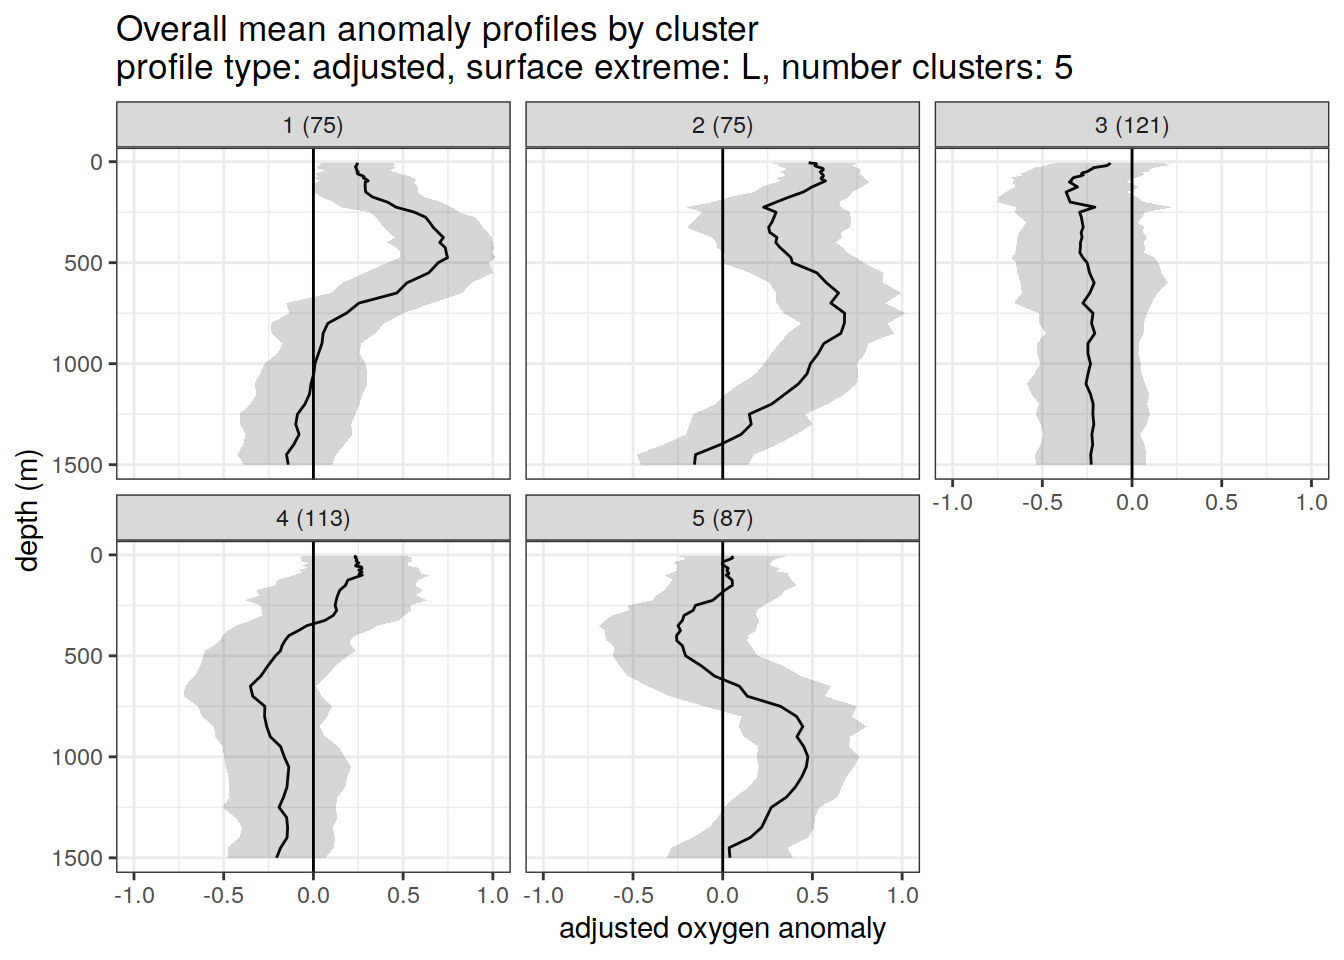 Overall mean anomaly profiles by cluster
profile type: adjusted, surface extreme: L, number clusters: 5
1 (75)
2 (75)
3 (121)
0
500
1000
1500
-1.0 -0.5 0.0 0.5 1.0
depth (m)
4 (113)
5 (87)
0
500
1000
1500
-1.0 -0.5 0.0 0.5 1.0
-1.0 -0.5 0.0 0.5 1.0
adjusted oxygen anomaly